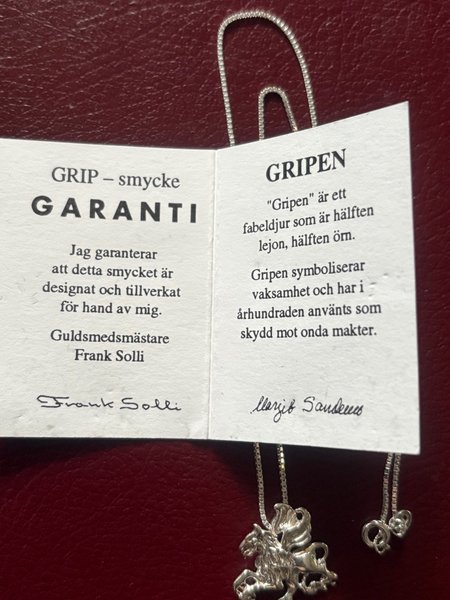 GRIP – smycke
GARANTI
Jag garanterar
att detta smycket är
designat och tillverkat
för hand av mig.
Guldsmedsmästare
Frank Solli
Frank Solli
GRIPEN
"Gripen" är ett
fabeldjur som är hälften
lejon, hälften örn.
Gripen symboliserar
vaksamhet och har i
århundraden använts som
skydd mot onda makter.